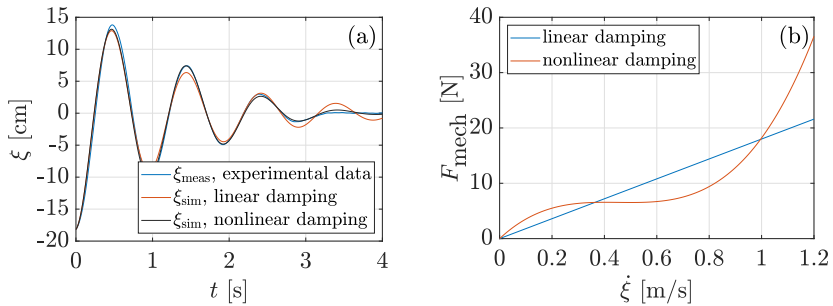 (a)
15
10
5
0
-5
-10
-15
-20
ξ [cm]
ξmeas, experimental data
ξsim, linear damping
ξsim, nonlinear damping
0 1 2 3 4
t [s]
(b)
40
30
20
10
0
Fmech [N]
linear damping
nonlinear damping
0 0.2 0.4 0.6 0.8 1 1.2
ξ̇ [m/s]